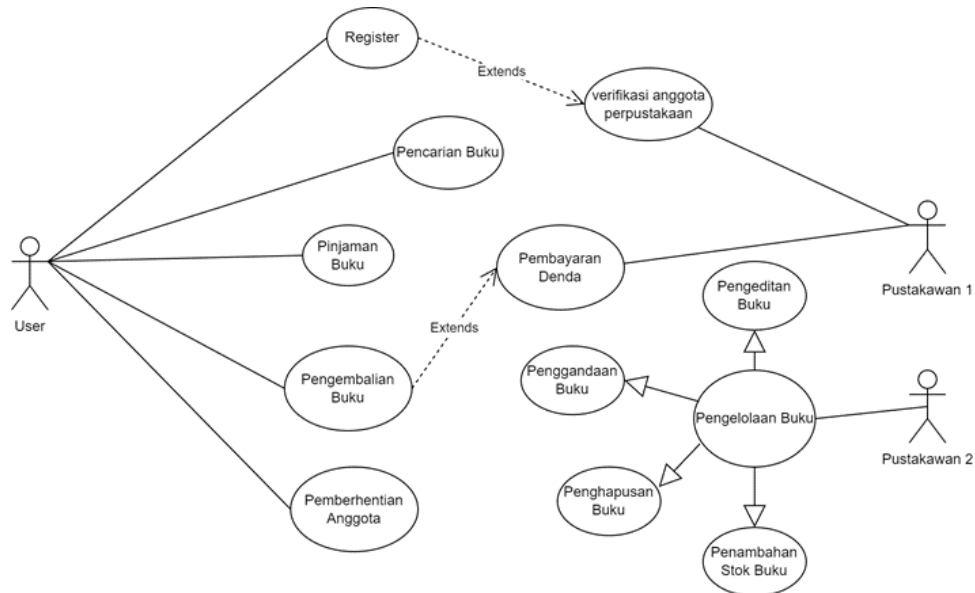 Register
Extends
verifikasi anggota
perpustakaan
Pencarian Buku
Pinjaman
Buku
Pembayaran
Denda
User
Pustakawan 1
Pengeditan
Buku
Extends
Pengembalian
Buku
Penggandaan
Buku
Pengelolaan Buku
Pustakawan 2
Penghapusan
Buku
Pemberhentian
Anggota
Penambahan
Stok Buku